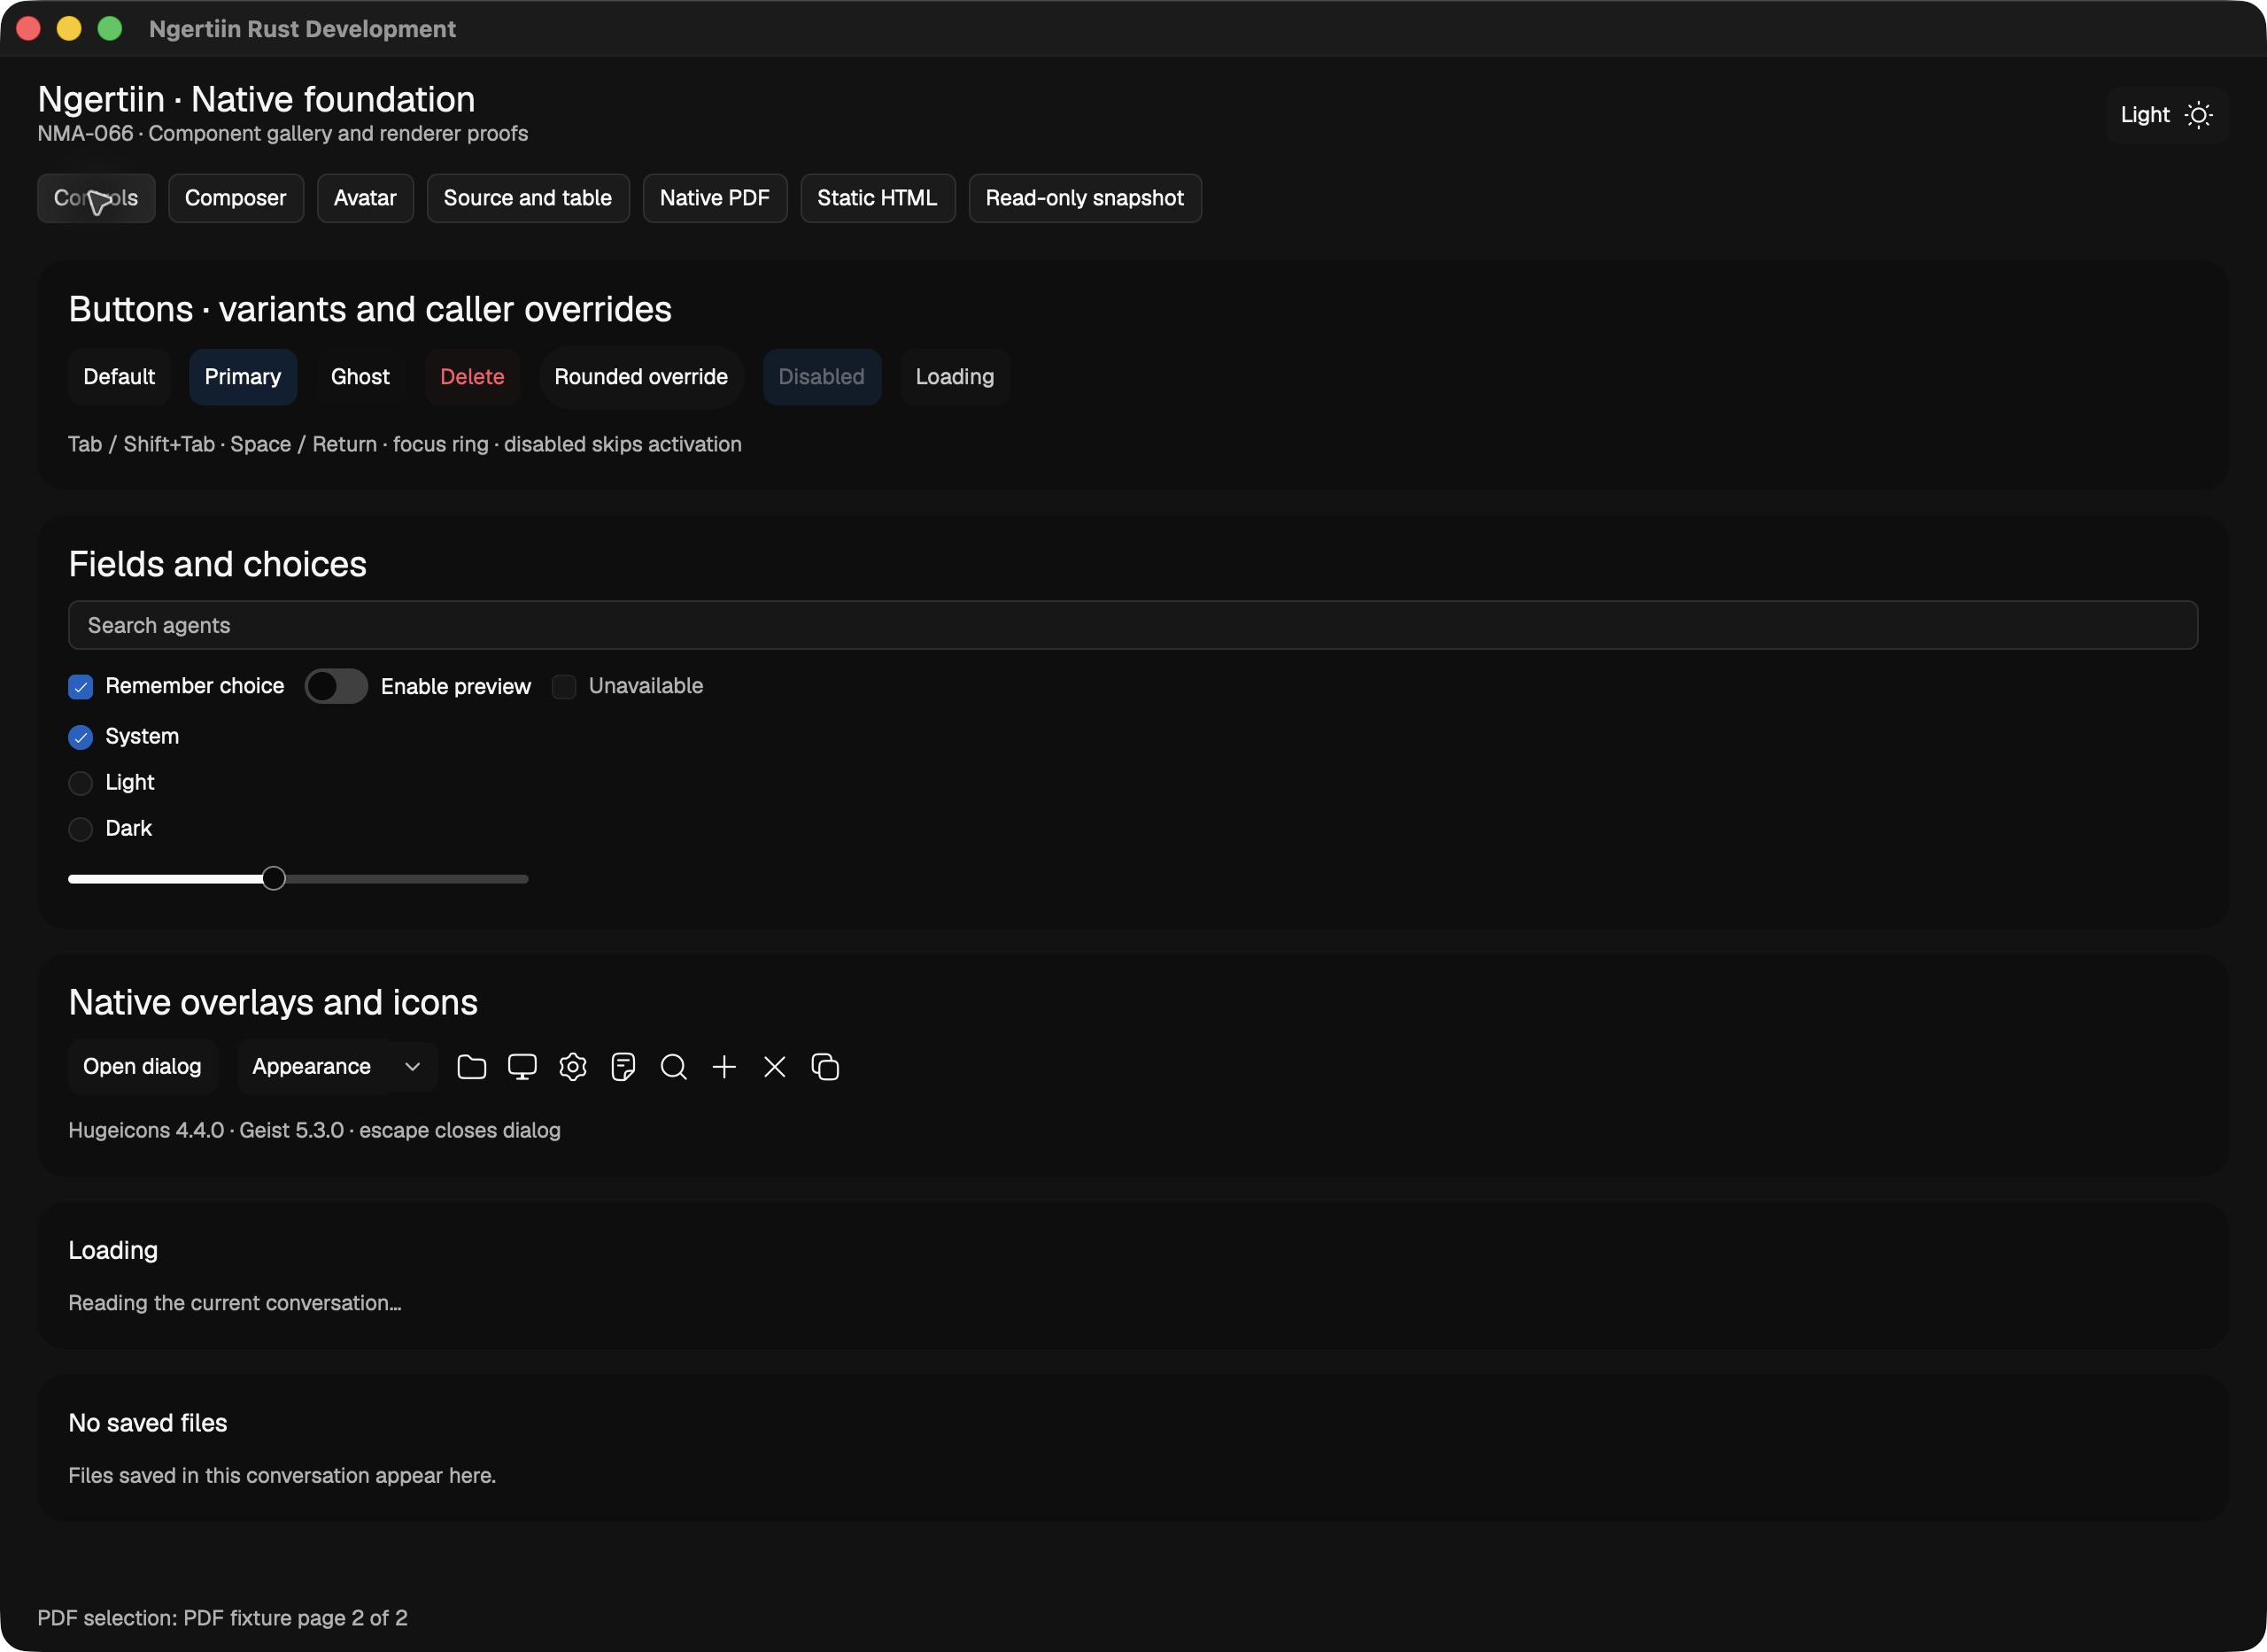 Ngertiin Rust Development
Ngertiin · Native foundation
NMA-066 · Component gallery and renderer proofs
Light
Controls Composer Avatar Source and table Native PDF Static HTML Read-only snapshot
Buttons · variants and caller overrides
Default Primary Ghost Delete Rounded override Disabled Loading
Tab / Shift+Tab · Space / Return · focus ring · disabled skips activation
Fields and choices
Search agents
Remember choice Enable preview Unavailable
System
Light
Dark
Native overlays and icons
Open dialog Appearance
Hugeicons 4.4.0 · Geist 5.3.0 · escape closes dialog
Loading
Reading the current conversation…
No saved files
Files saved in this conversation appear here.
PDF selection: PDF fixture page 2 of 2